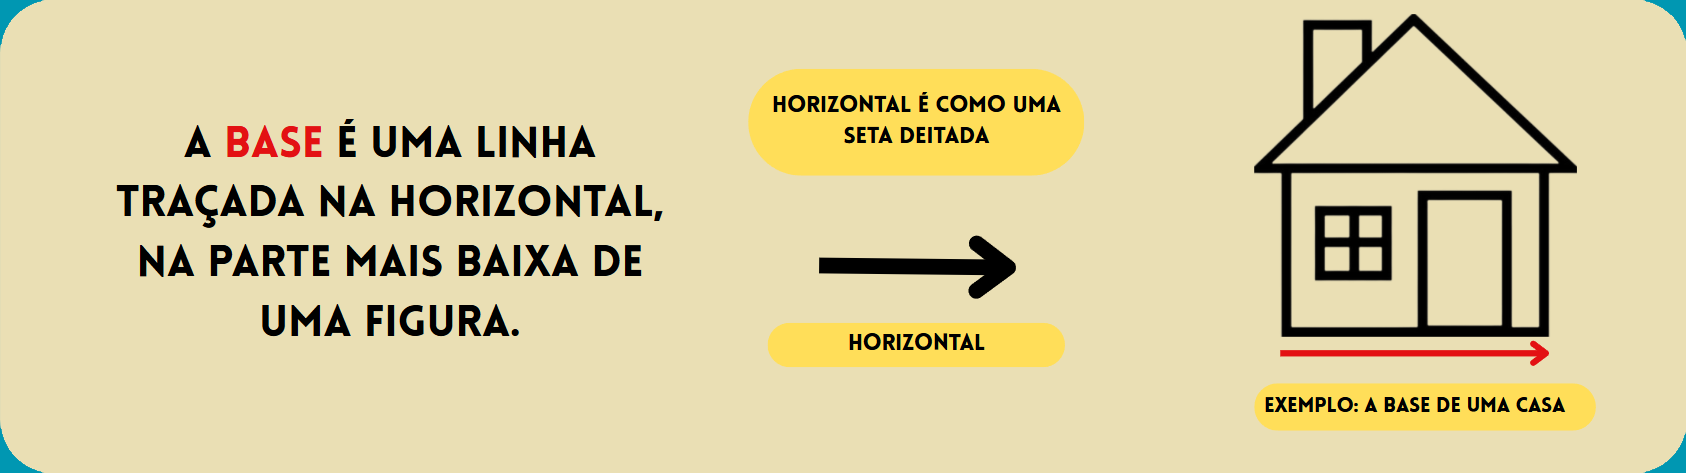 A BASE É UMA LINHA
TRAÇADA NA HORIZONTAL,
NA PARTE MAIS BAIXA DE
UMA FIGURA.
HORIZONTAL É COMO UMA
SETA DEITADA
HORIZONTAL
EXEMPLO: A BASE DE UMA CASA